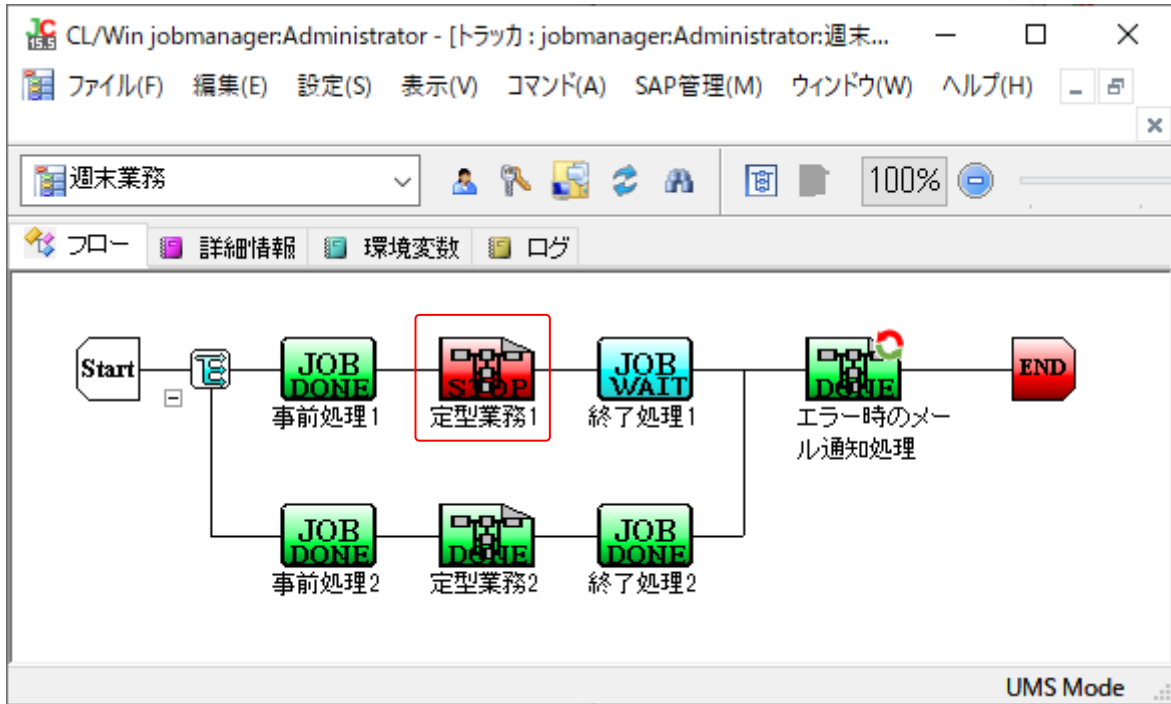 JC
15.5
CL/Win jobmanager:Administrator - [トラッカ : jobmanager:Administrator:週末...
ファイル(F) 編集(E) 設定(S) 表示(V) コマンド(A) SAP管理(M) ウィンドウ(W) ヘルプ(H)
週末業務 100%
フロー 詳細情報 環境変数 ログ
Start JOB DONE STOP JOB WAIT DONE END
事前処理1 定型業務1 終了処理1 エラー時のメー
ル通知処理
JOB DONE DONE JOB DONE
事前処理2 定型業務2 終了処理2
UMS Mode